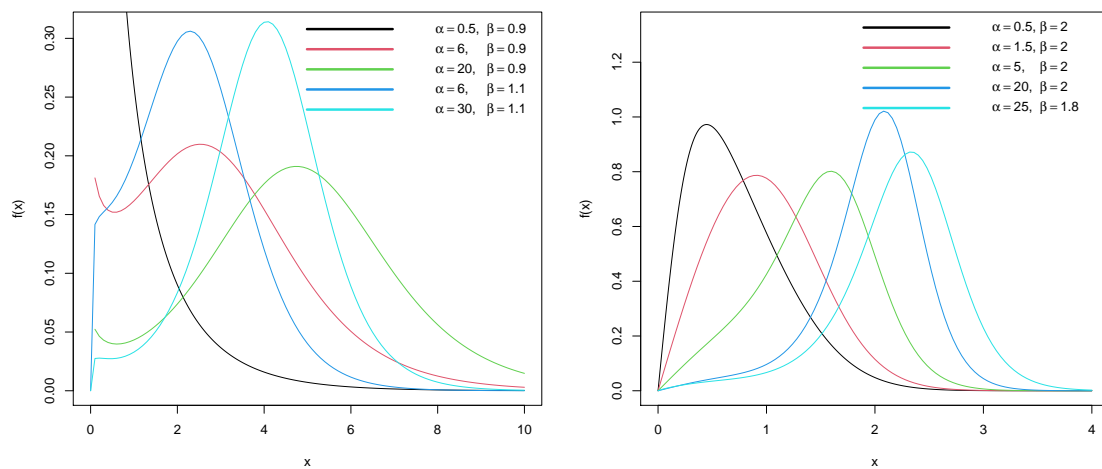 0.30
0.25
0.20
0.15
0.10
0.05
0.00
f(x)
0 2 4 6 8 10
x
α = 0.5, β = 0.9
α = 6, β = 0.9
α = 20, β = 0.9
α = 6, β = 1.1
α = 30, β = 1.1
1.2
1.0
0.8
0.6
0.4
0.2
0.0
f(x)
0 1 2 3 4
x
α = 0.5, β = 2
α = 1.5, β = 2
α = 5, β = 2
α = 20, β = 2
α = 25, β = 1.8